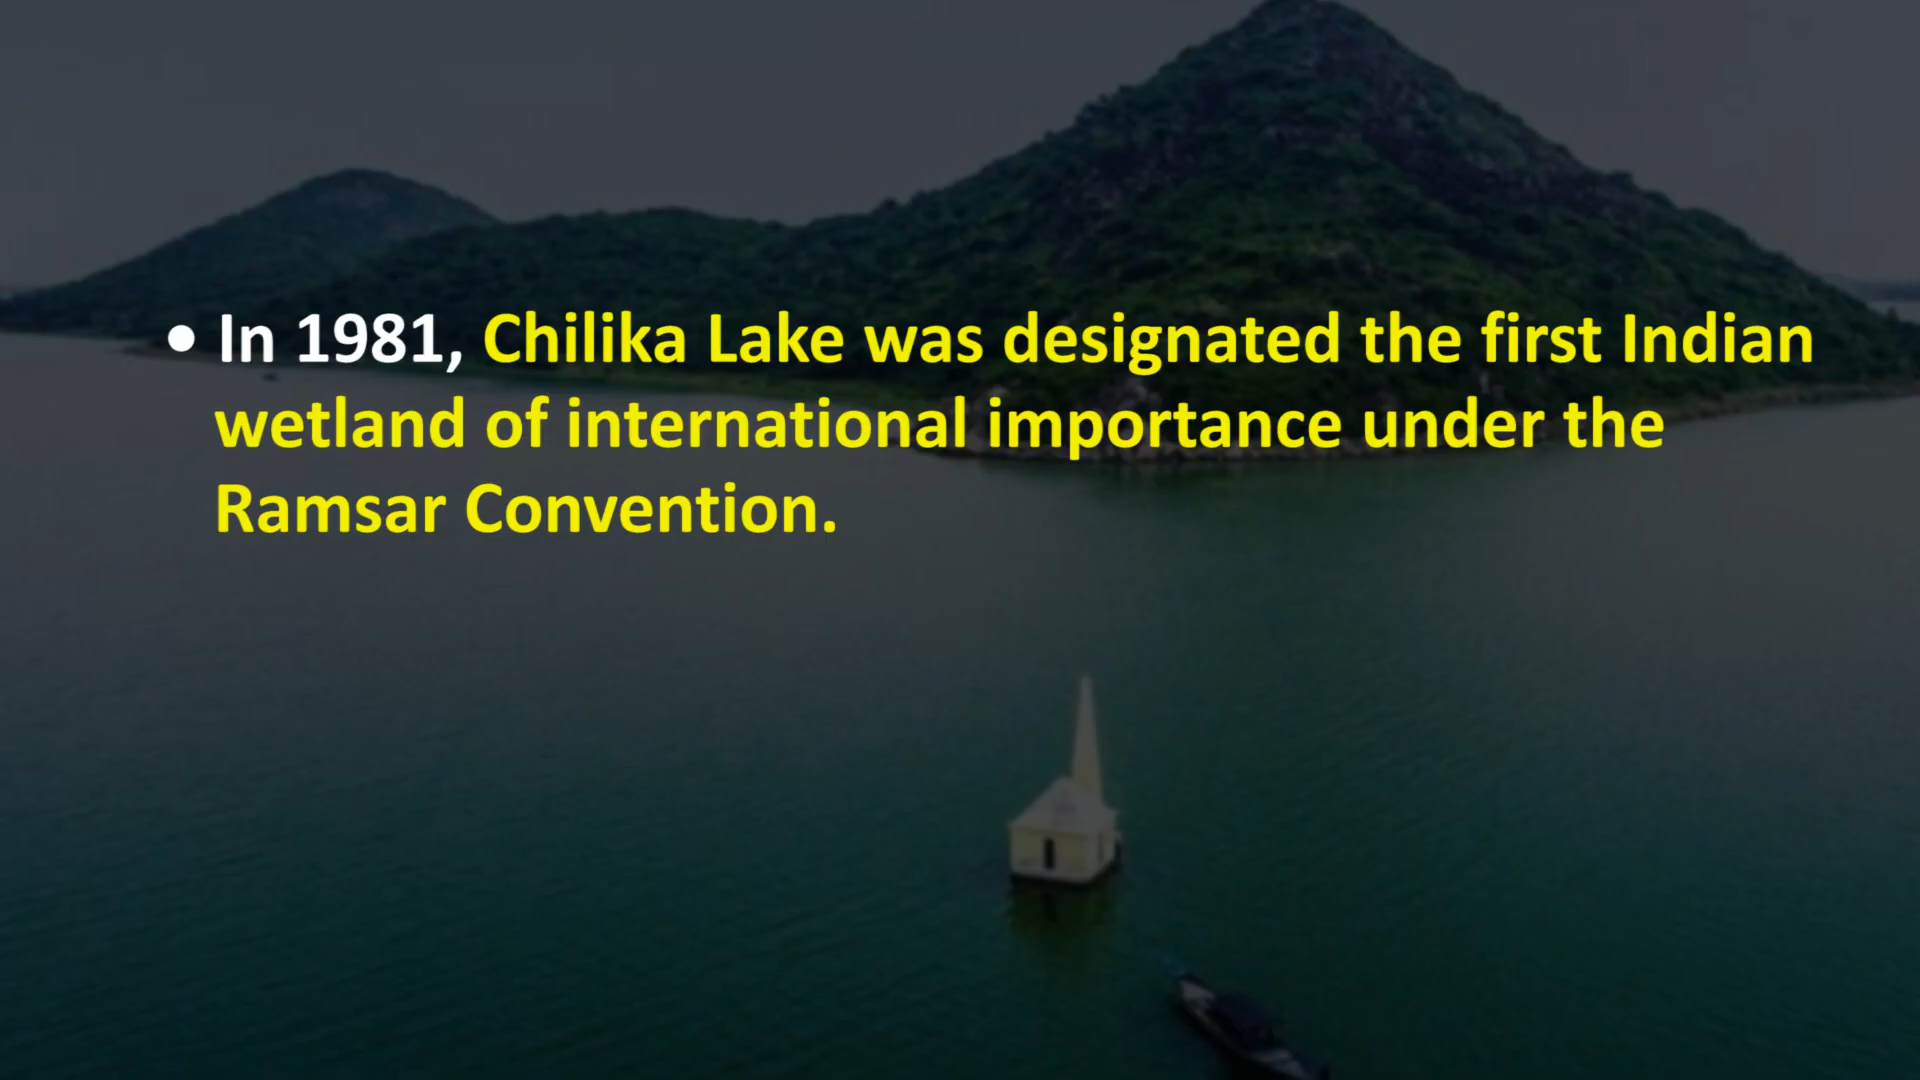 • In 1981, Chilika Lake was designated the first Indian
wetland of international importance under the
Ramsar Convention.